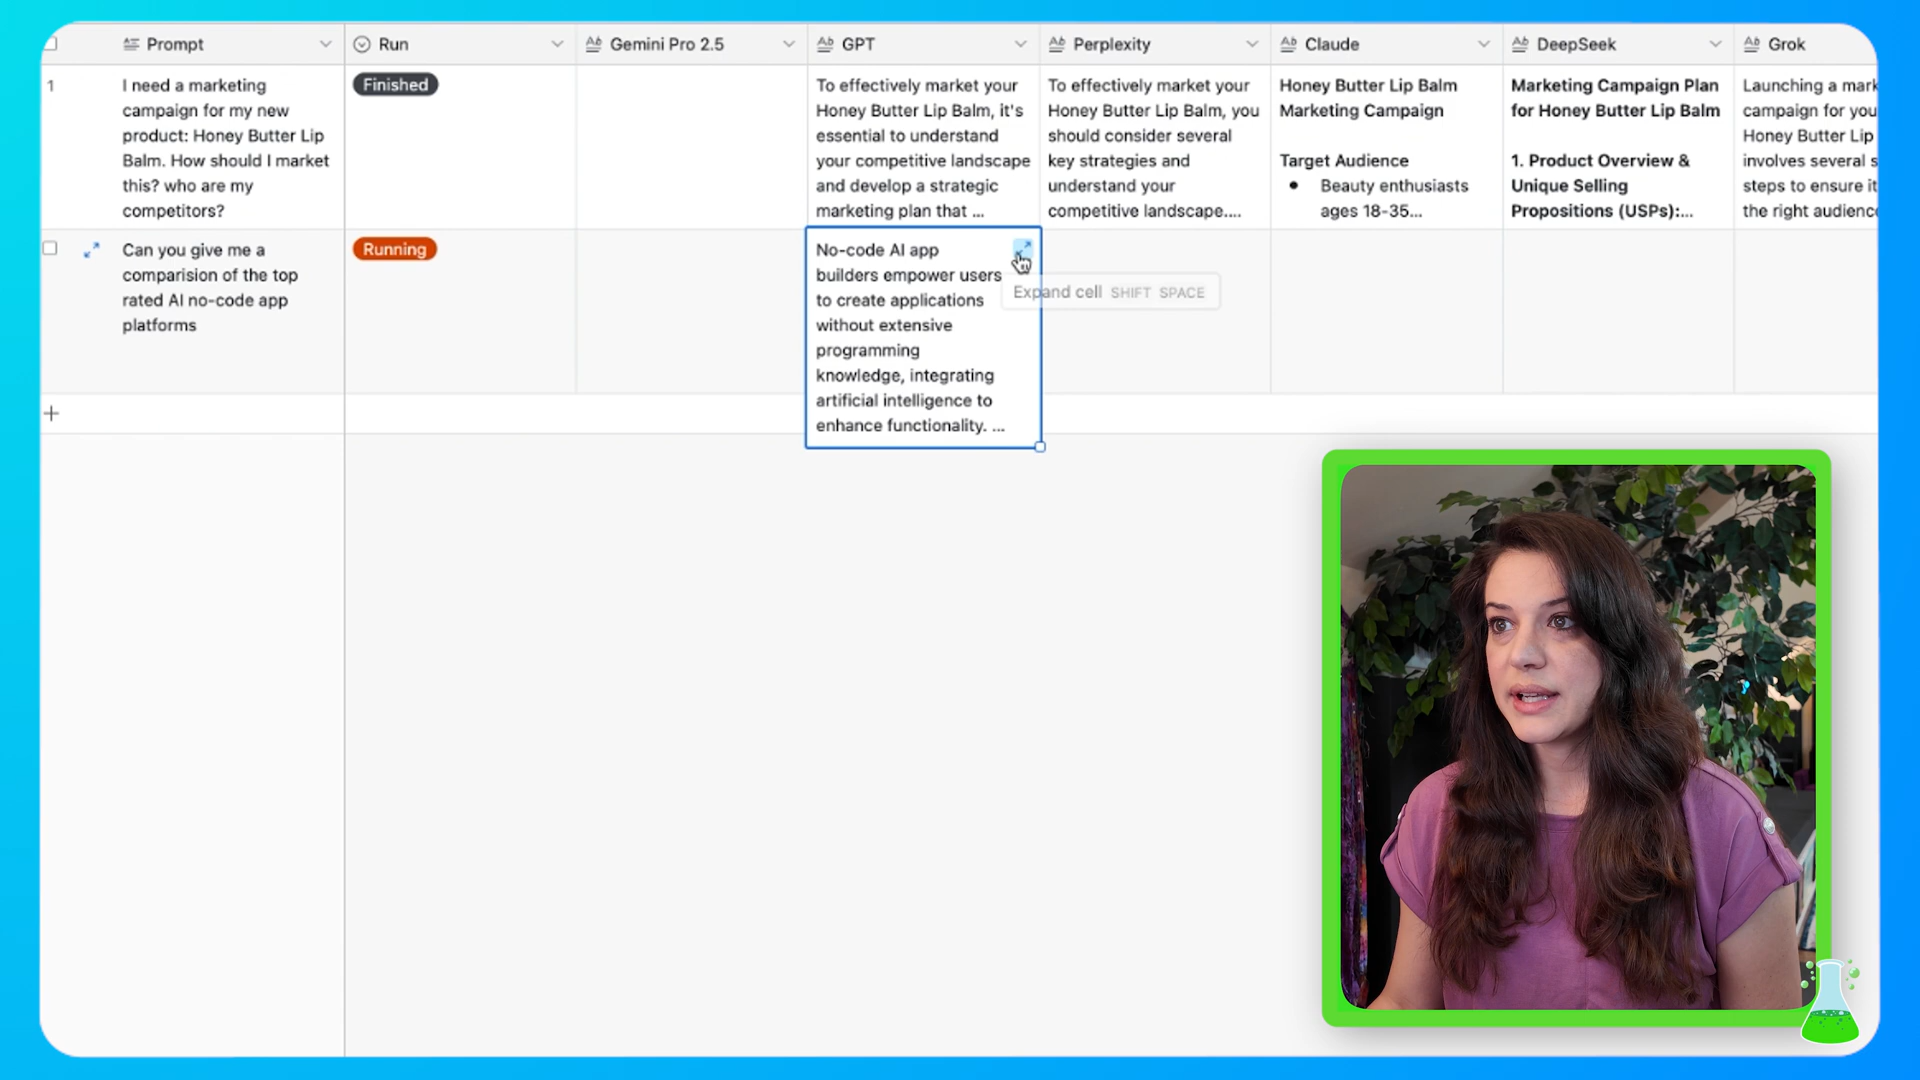 Prompt
Run
Gemini Pro 2.5
GPT
Perplexity
Claude
DeepSeek
Grok
1
I need a marketing
campaign for my new
product: Honey Butter Lip
Balm. How should I market
this? who are my
competitors?
Finished
To effectively market your
Honey Butter Lip Balm, it's
essential to understand
your competitive landscape
and develop a strategic
marketing plan that ...
To effectively market your
Honey Butter Lip Balm, you
should consider several
key strategies and
understand your
competitive landscape....
Honey Butter Lip Balm
Marketing Campaign
Target Audience
• Beauty enthusiasts
ages 18-35...
Marketing Campaign Plan
for Honey Butter Lip Balm
1. Product Overview &
Unique Selling
Propositions (USPs):...
Launching a mark
campaign for you
Honey Butter Lip
involves several s
steps to ensure it
the right audienc
Can you give me a
comparision of the top
rated AI no-code app
platforms
Running
No-code AI app
builders empower users
to create applications
without extensive
programming
knowledge, integrating
artificial intelligence to
enhance functionality. ...
Expand cell SHIFT SPACE